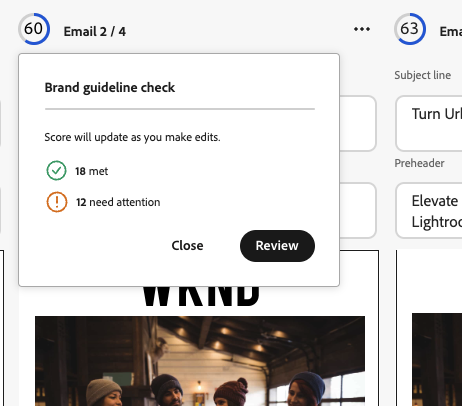 60
Email 2 / 4
63
Ema
Brand guideline check
Score will update as you make edits.
18 met
12 need attention
Close
Review
Subject line
Turn Url
Preheader
Elevate
Lightroo
WKND